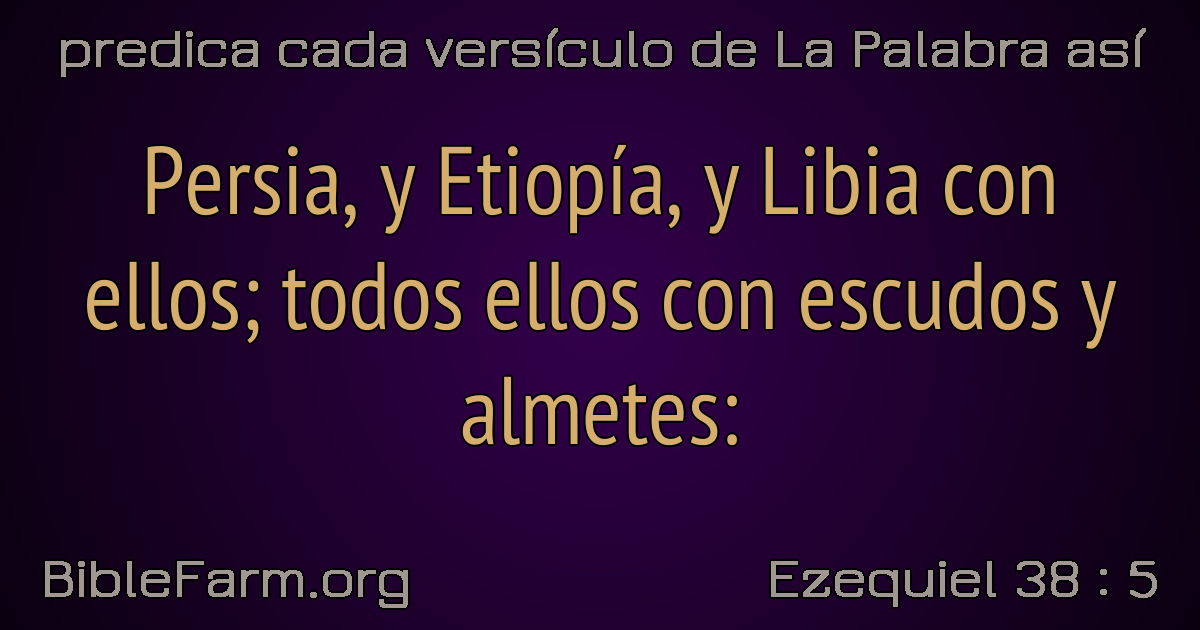 predica cada versículo de La Palabra así
Persia, y Etiopía, y Libia con
ellos; todos ellos con escudos y
almetes:
BibleFarm.org
Ezequiel 38 : 5